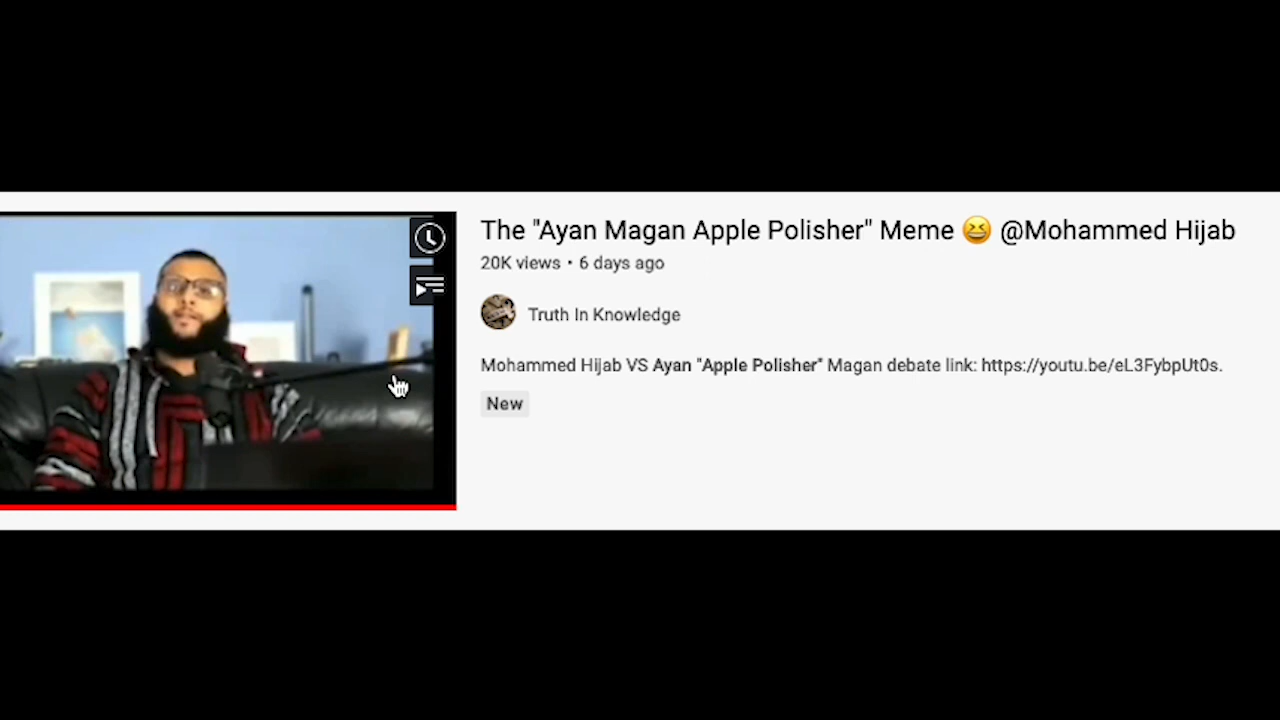 The "Ayan Magan Apple Polisher" Meme 😆 @Mohammed Hijab
20K views • 6 days ago
Truth In Knowledge
Mohammed Hijab VS Ayan "Apple Polisher" Magan debate link: https://youtu.be/eL3FybpUt0s.
New